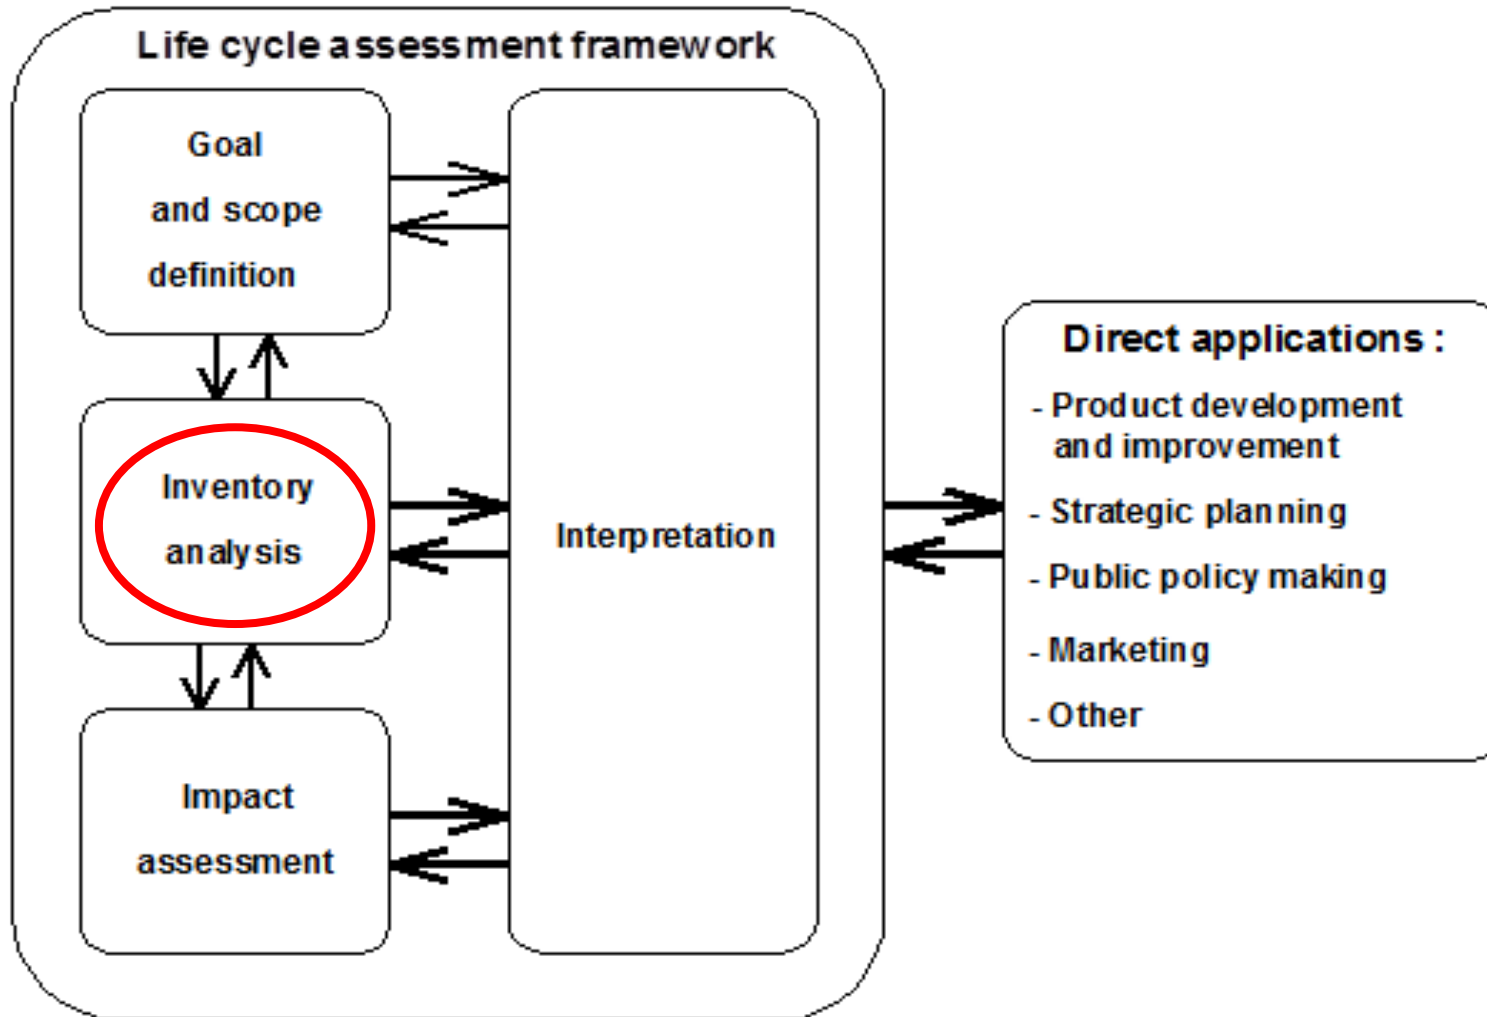 Life cycle assessment framework
Goal
and scope
definition
Inventory
analysis
Impact
assessment
Interpretation
Direct applications :
- Product development
and improvement
- Strategic planning
- Public policy making
- Marketing
- Other